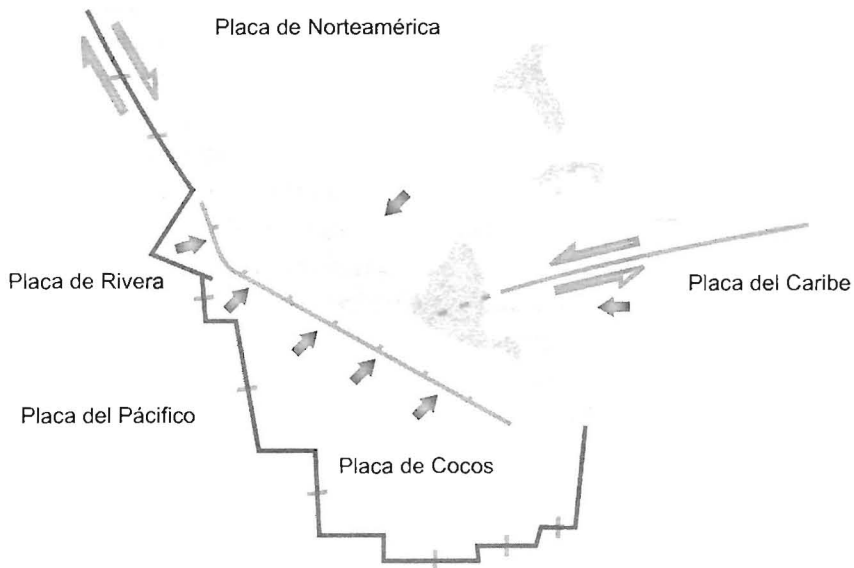 Placa de Norteamérica
Placa de Rivera
Placa del Caribe
Placa del Pácifico
Placa de Cocos